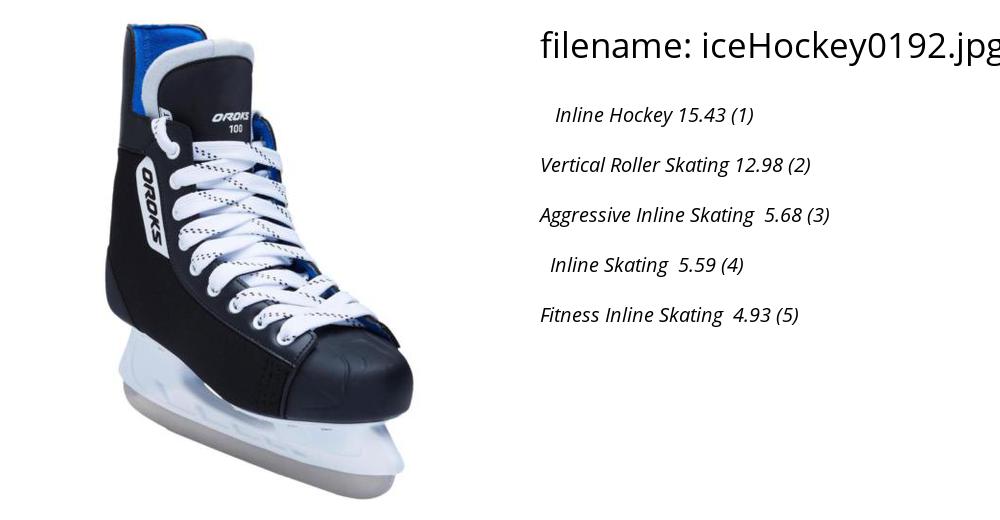 OROKS
100
OROKS
filename: iceHockey0192.jpg
Inline Hockey 15.43 (1)
Vertical Roller Skating 12.98 (2)
Aggressive Inline Skating 5.68 (3)
Inline Skating 5.59 (4)
Fitness Inline Skating 4.93 (5)